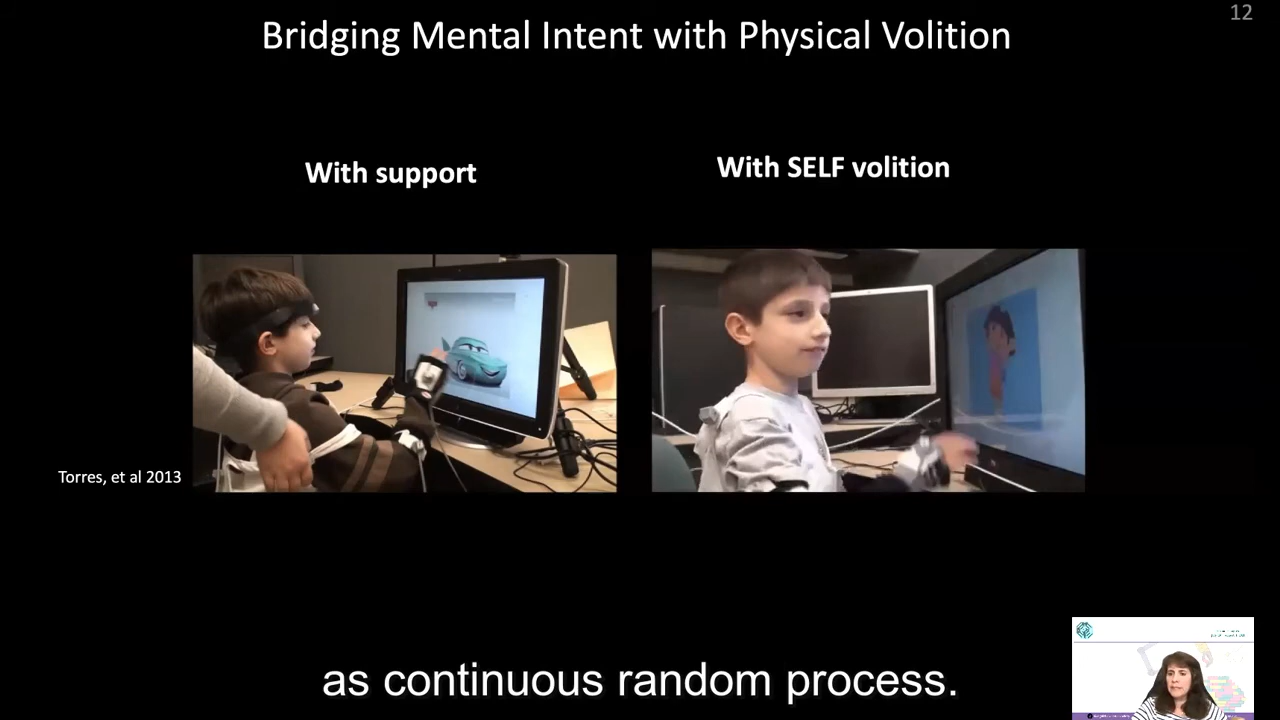 12
Bridging Mental Intent with Physical Volition
With support
With SELF volition
Torres, et al 2013
as continuous random process.